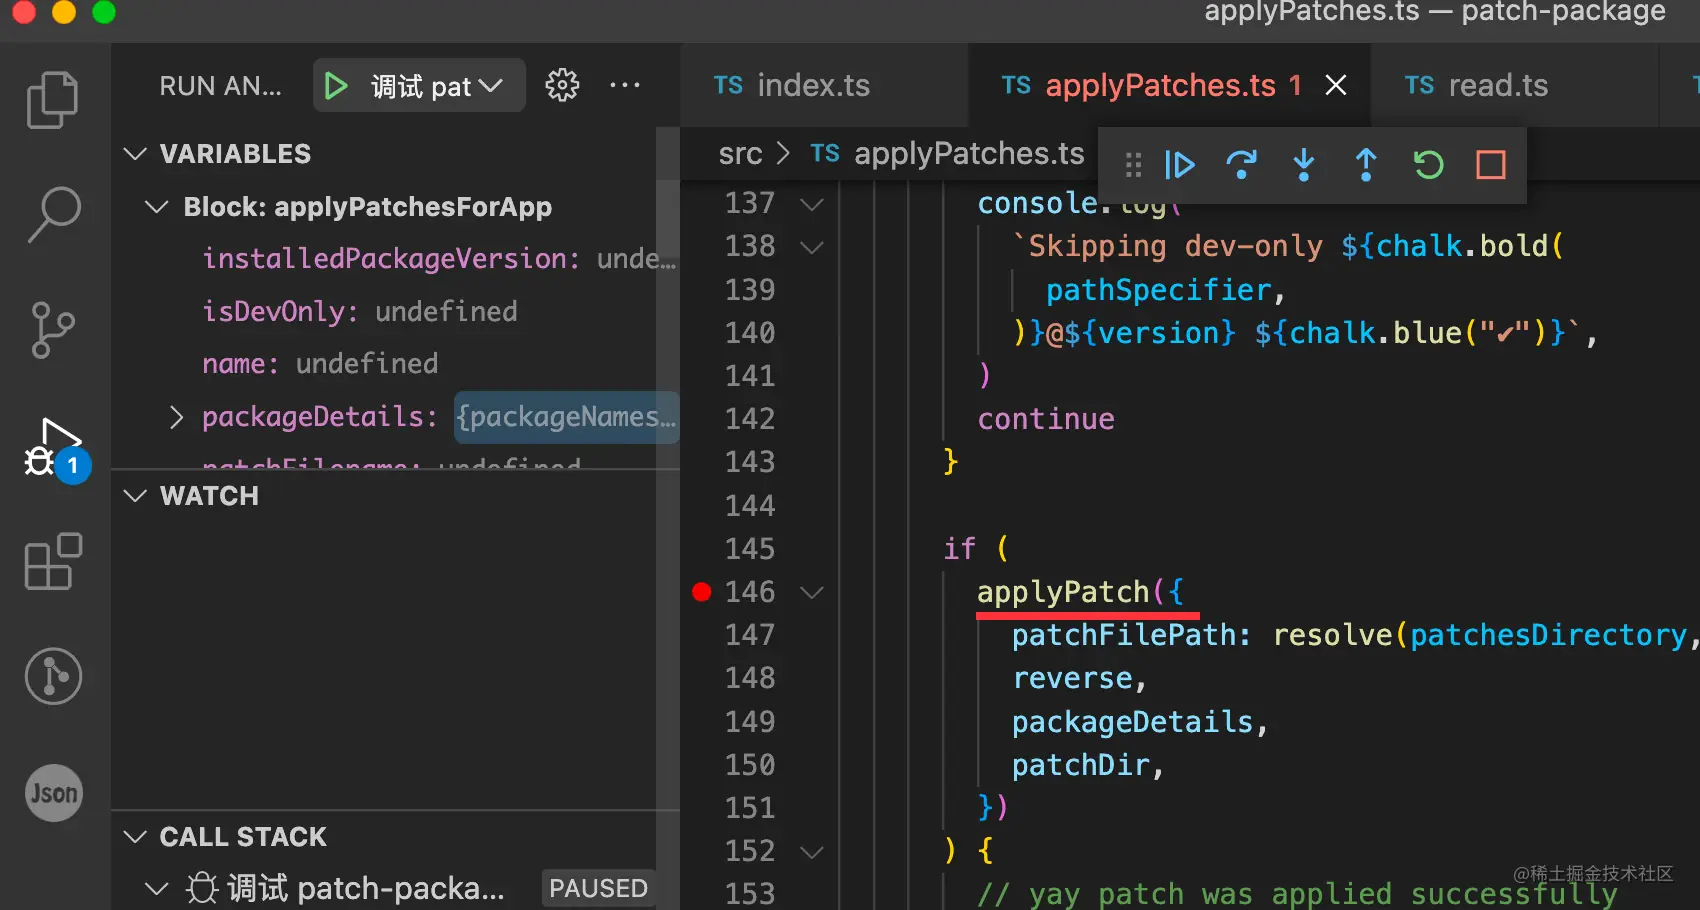 applyPatches.ts — patch-package
RUN AN...
调试 pat
TS index.ts
TS applyPatches.ts 1
TS read.ts
VARIABLES
src > TS applyPatches.ts
Block: applyPatchesForApp
installedPackageVersion: unde…
isDevOnly: undefined
name: undefined
packageDetails: {packageNames…
patchFilename: undefined
1
WATCH
Json
CALL STACK
调试 patch-packa... PAUSED
137 console.log(
138 `Skipping dev-only ${chalk.bold(
139 pathSpecifier,
140 )}@${version} ${chalk.blue("✔")}`,
141 )
142 continue
143 }
144
145 if (
146 applyPatch({
147 patchFilePath: resolve(patchesDirectory,
148 reverse,
149 packageDetails,
150 patchDir,
151 })
152 ) {
153 // yay patch was applied successfully
@稀土掘金技术社区